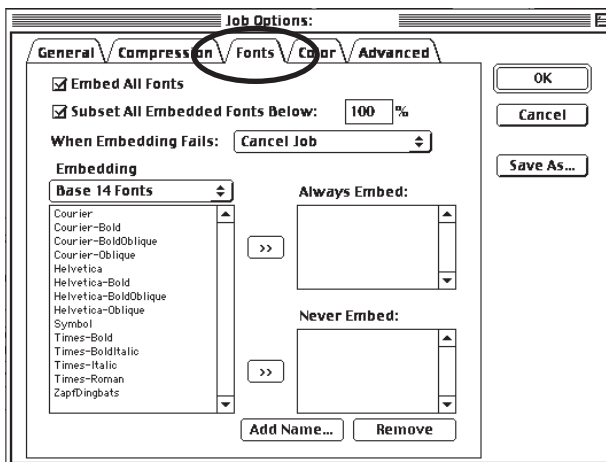 Job Options:
General Compression Fonts Color Advanced
Embed All Fonts
Subset All Embedded Fonts Below: 100 %
When Embedding Fails: Cancel Job
Embedding
Base 14 Fonts
Courier
Courier-Bold
Courier-BoldOblique
Courier-Oblique
Helvetica
Helvetica-Bold
Helvetica-BoldOblique
Helvetica-Oblique
Symbol
Times-Bold
Times-BoldItalic
Times-Italic
Times-Roman
ZapfDingbats
>>
>>
Always Embed:
Never Embed:
Add Name... Remove
OK
Cancel
Save As...